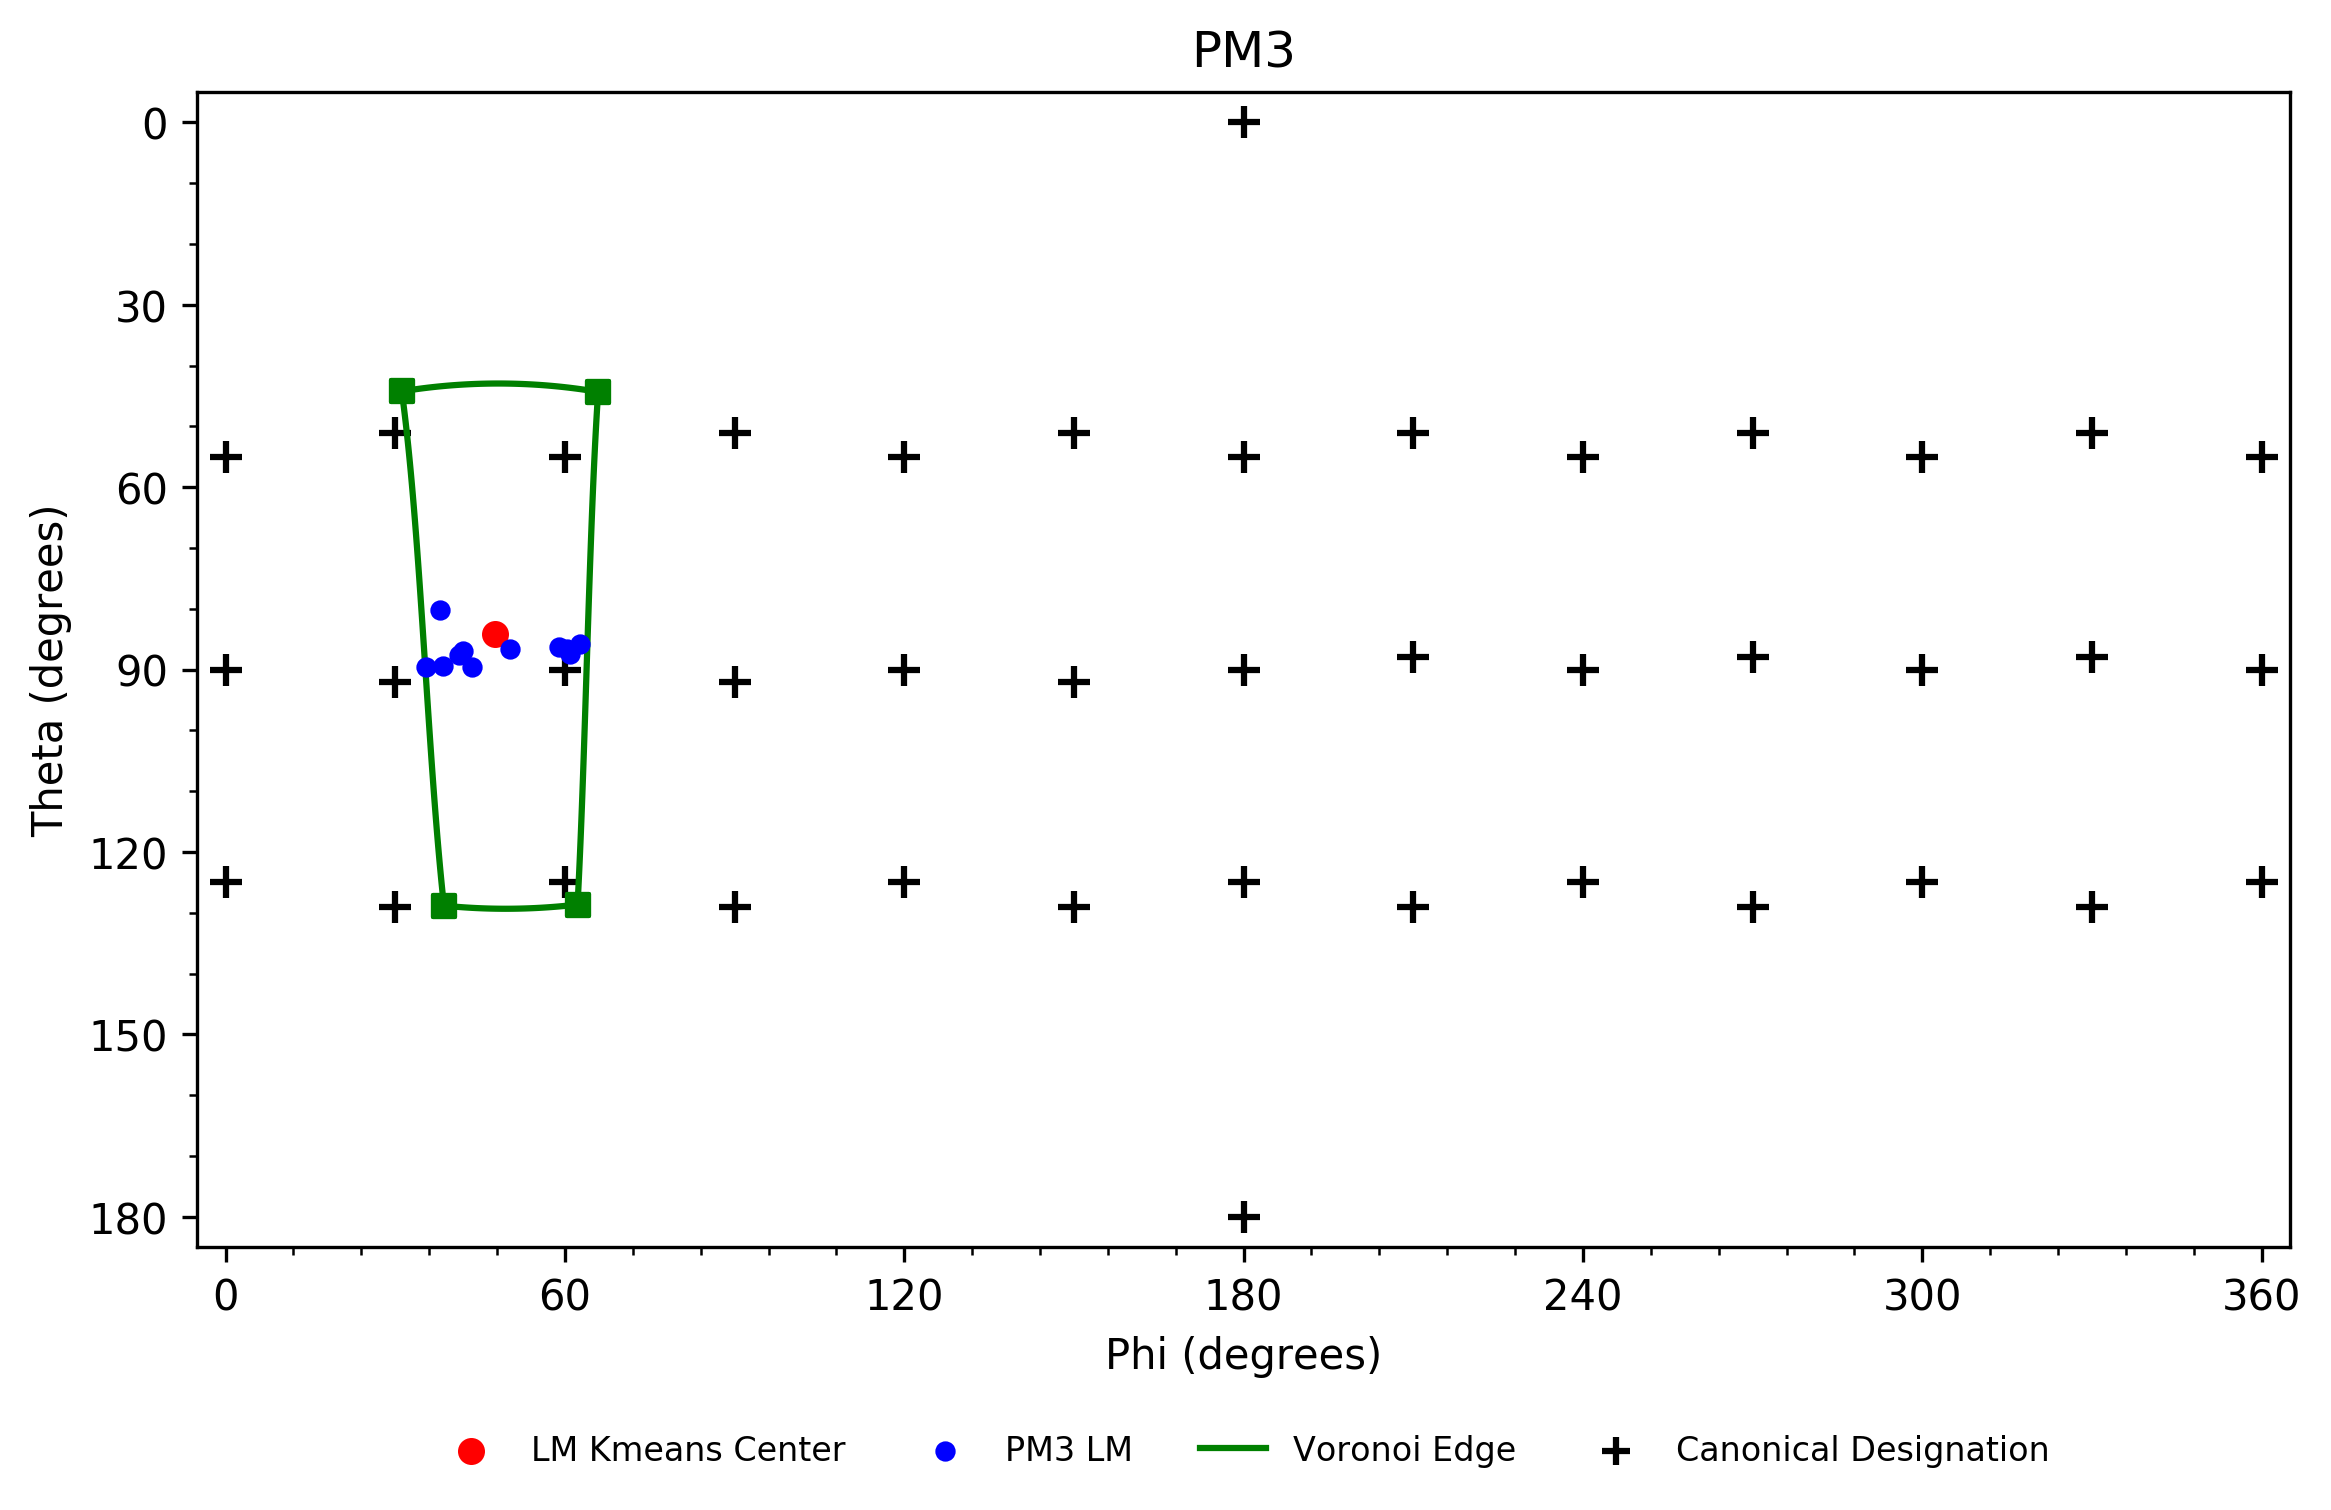 PM3
0
30
60
90
120
150
180
Theta (degrees)
0 60 120 180 240 300 360
Phi (degrees)
LM Kmeans Center PM3 LM Voronoi Edge Canonical Designation